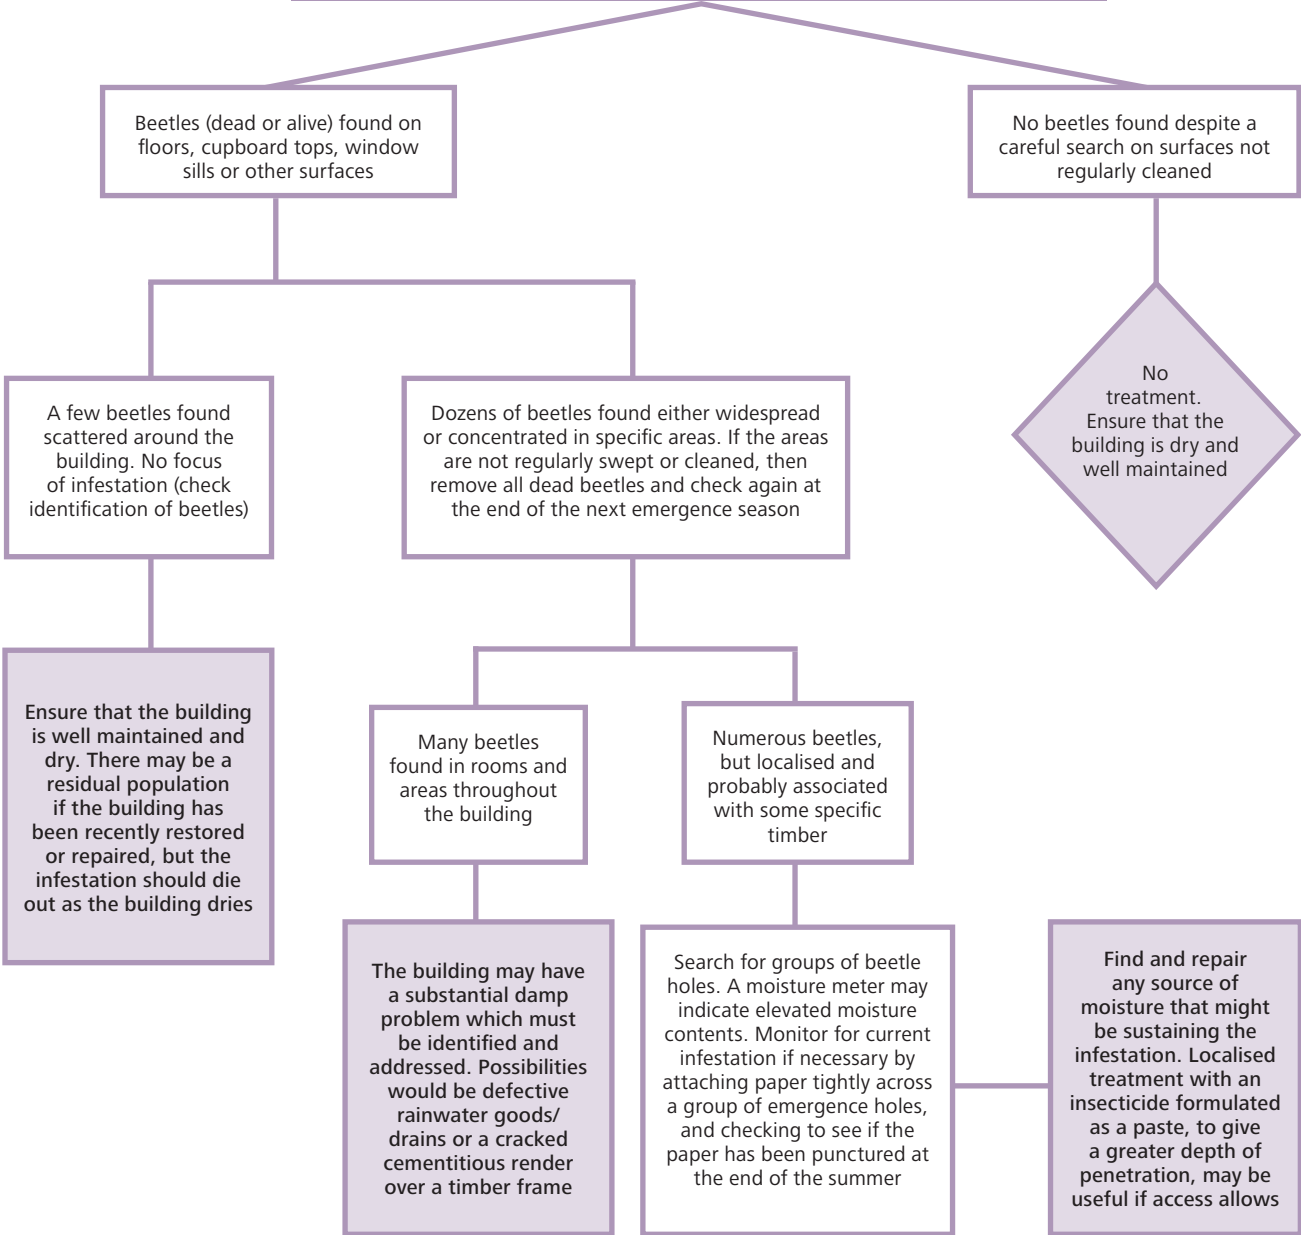 Beetles (dead or alive) found on
floors, cupboard tops, window
sills or other surfaces
No beetles found despite a
careful search on surfaces not
regularly cleaned
No
treatment.
Ensure that the
building is dry and
well maintained
A few beetles found
scattered around the
building. No focus
of infestation (check
identification of beetles)
Dozens of beetles found either widespread
or concentrated in specific areas. If the areas
are not regularly swept or cleaned, then
remove all dead beetles and check again at
the end of the next emergence season
Ensure that the building
is well maintained and
dry. There may be a
residual population
if the building has
been recently restored
or repaired, but the
infestation should die
out as the building dries
Many beetles
found in rooms and
areas throughout
the building
Numerous beetles,
but localised and
probably associated
with some specific
timber
The building may have
a substantial damp
problem which must
be identified and
addressed. Possibilities
would be defective
rainwater goods/
drains or a cracked
cementitious render
over a timber frame
Search for groups of beetle
holes. A moisture meter may
indicate elevated moisture
contents. Monitor for current
infestation if necessary by
attaching paper tightly across
a group of emergence holes,
and checking to see if the
paper has been punctured at
the end of the summer
Find and repair
any source of
moisture that might
be sustaining the
infestation. Localised
treatment with an
insecticide formulated
as a paste, to give
a greater depth of
penetration, may be
useful if access allows